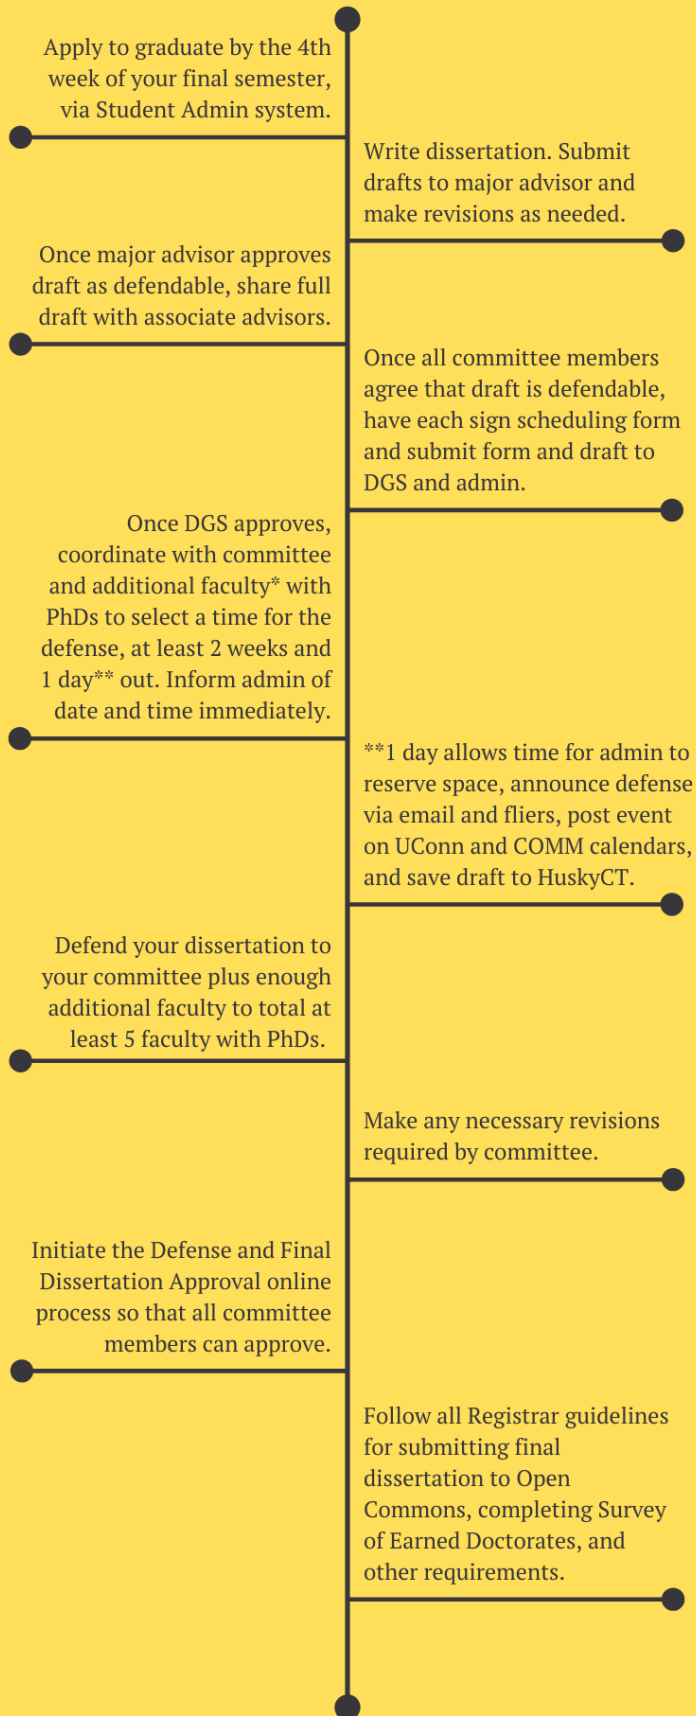 Apply to graduate by the 4th
week of your final semester,
via Student Admin system.
Write dissertation. Submit
drafts to major advisor and
make revisions as needed.
Once major advisor approves
draft as defendable, share full
draft with associate advisors.
Once all committee members
agree that draft is defendable,
have each sign scheduling form
and submit form and draft to
DGS and admin.
Once DGS approves,
coordinate with committee
and additional faculty* with
PhDs to select a time for the
defense, at least 2 weeks and
1 day** out. Inform admin of
date and time immediately.
**1 day allows time for admin to
reserve space, announce defense
via email and fliers, post event
on UConn and COMM calendars,
and save draft to HuskyCT.
Defend your dissertation to
your committee plus enough
additional faculty to total at
least 5 faculty with PhDs.
Make any necessary revisions
required by committee.
Initiate the Defense and Final
Dissertation Approval online
process so that all committee
members can approve.
Follow all Registrar guidelines
for submitting final
dissertation to Open
Commons, completing Survey
of Earned Doctorates, and
other requirements.